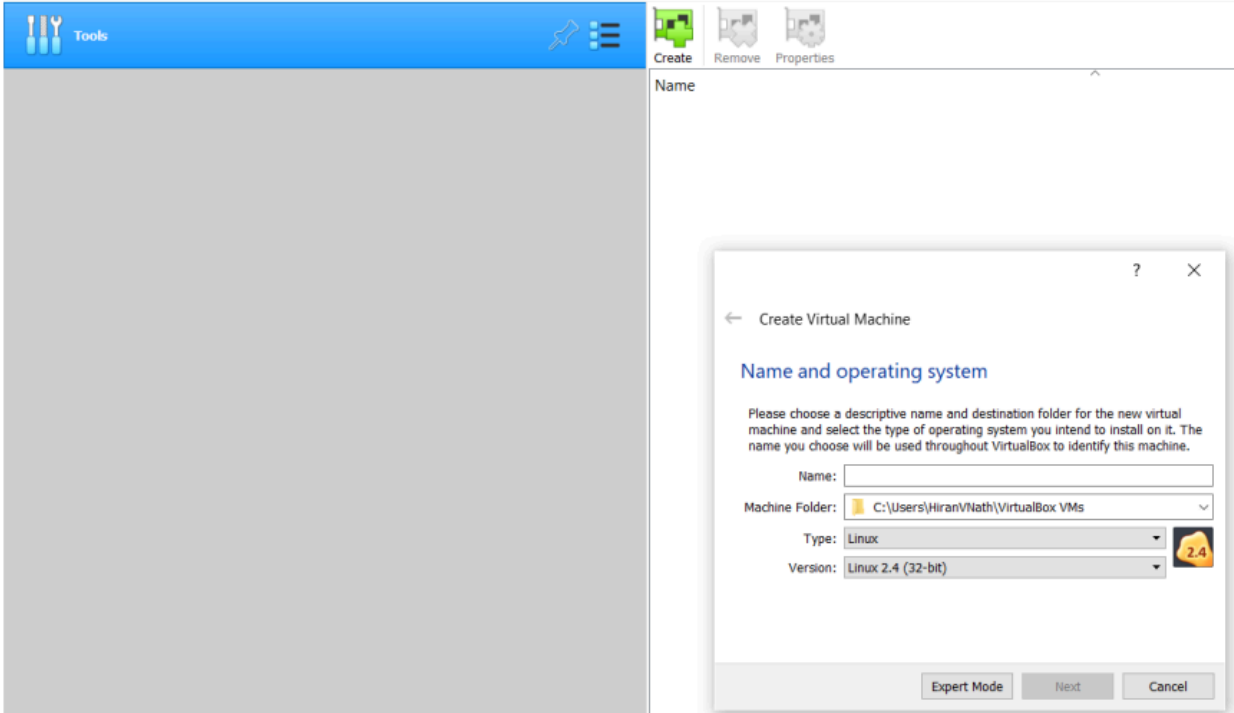 Tools
Create Remove Properties
Name
?
Create Virtual Machine
Name and operating system
Please choose a descriptive name and destination folder for the new virtual
machine and select the type of operating system you intend to install on it. The
name you choose will be used throughout VirtualBox to identify this machine.
Name:
Machine Folder: C:\Users\HiranVNath\VirtualBox VMs
Type: Linux
2.4
Version: Linux 2.4 (32-bit)
Expert Mode Next Cancel